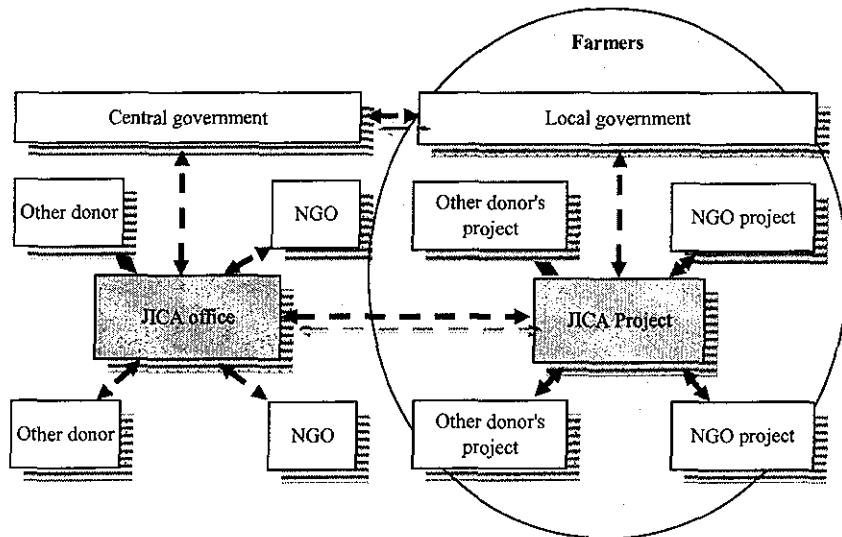 Farmers
Central government
Local government
Other donor
NGO
Other donor's
project
NGO project
JICA office
JICA Project
Other donor
NGO
Other donor's
project
NGO project